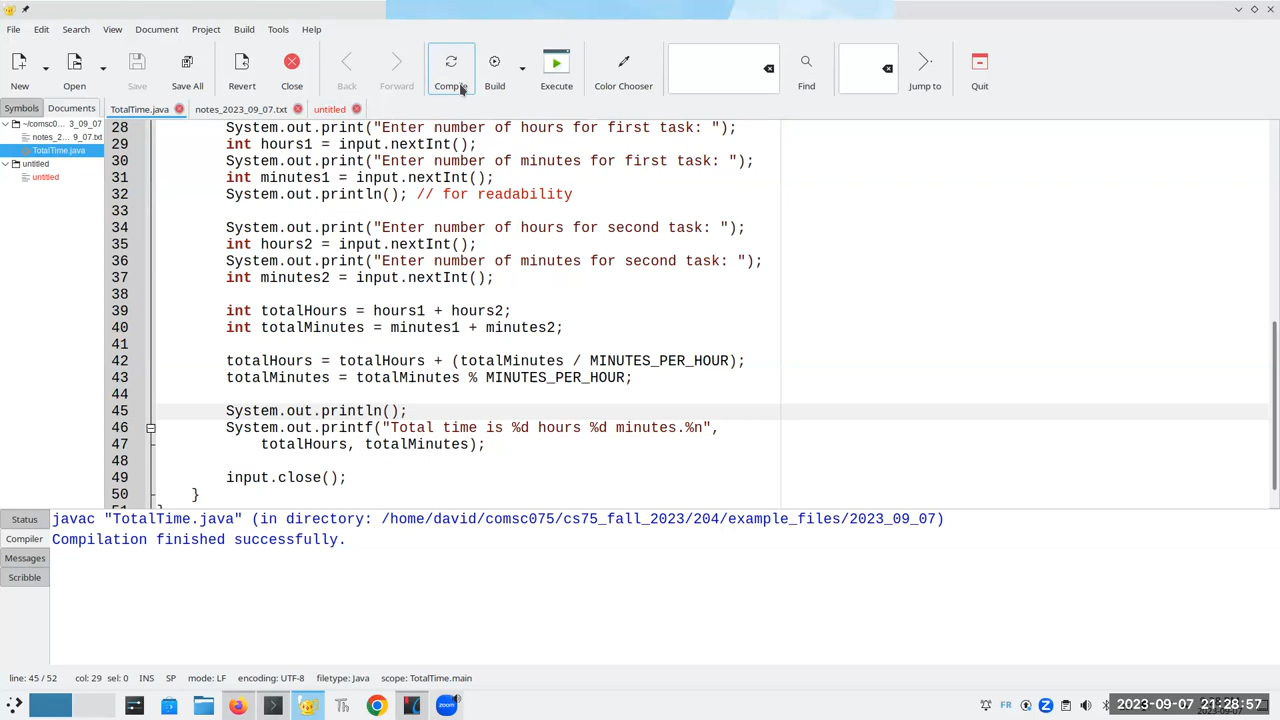 File Edit Search View Document Project Build Tools Help
New Open Save Save All Revert Close Back Forward Compile Build Execute Color Chooser Find Jump to Quit
Symbols Documents TotalTime.java notes_2023_09_07.txt untitled
~/comsc0... 3_09_07
notes_2... 9_07.txt
TotalTime.java
untitled
untitled
28 System.out.print("Enter number of hours for first task: ");
29 int hours1 = input.nextInt();
30 System.out.print("Enter number of minutes for first task: ");
31 int minutes1 = input.nextInt();
32 System.out.println(); // for readability
33
34 System.out.print("Enter number of hours for second task: ");
35 int hours2 = input.nextInt();
36 System.out.print("Enter number of minutes for second task: ");
37 int minutes2 = input.nextInt();
38
39 int totalHours = hours1 + hours2;
40 int totalMinutes = minutes1 + minutes2;
41
42 totalHours = totalHours + (totalMinutes / MINUTES_PER_HOUR);
43 totalMinutes = totalMinutes % MINUTES_PER_HOUR;
44
45 System.out.println();
46 System.out.printf("Total time is %d hours %d minutes.%n",
47 totalHours, totalMinutes);
48
49 input.close();
50 }
Status
Compiler
Messages
Scribble
javac "TotalTime.java" (in directory: /home/david/comsc075/cs75_fall_2023/204/example_files/2023_09_07)
Compilation finished successfully.
line: 45 / 52 col: 29 sel: 0 INS SP mode: LF encoding: UTF-8 filetype: Java scope: TotalTime.main
zoom FR 2023-09-07 21:28:57